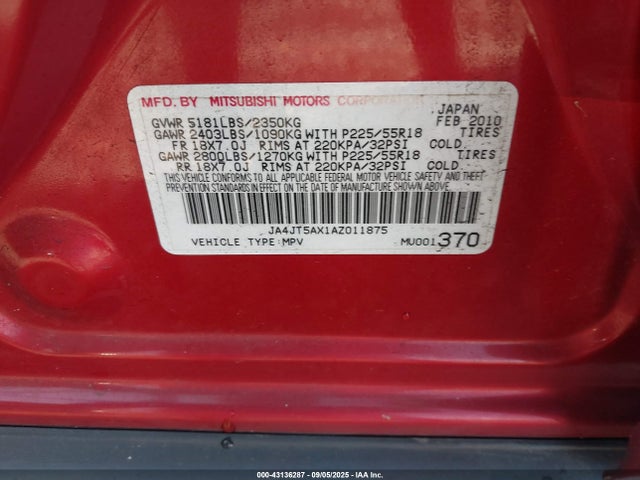 MFD. BY MITSUBISHI MOTORS CORPORATION JAPAN
GVWR 5181LBS/2350KG FEB 2010
GAWR 2403LBS/1090KG WITH P225/55R18 TIRES
FR 18X7.0J RIMS AT 220KPA/32PSI COLD
GAWR 2800LBS/1270KG WITH P225/55R18 TIRES
RR 18X7.0J RIMS AT 220KPA/32PSI COLD
THIS VEHICLE CONFORMS TO ALL APPLICABLE FEDERAL MOTOR VEHICLE SAFETY AND THEFT
PREVENTION STANDARDS IN EFFECT ON THE DATE OF MANUFACTURE SHOWN ABOVE.
JA4JT5AX1AZ011875
VEHICLE TYPE:MPV MU001370
000-43136287 - 09/05/2025 - IAA Inc.